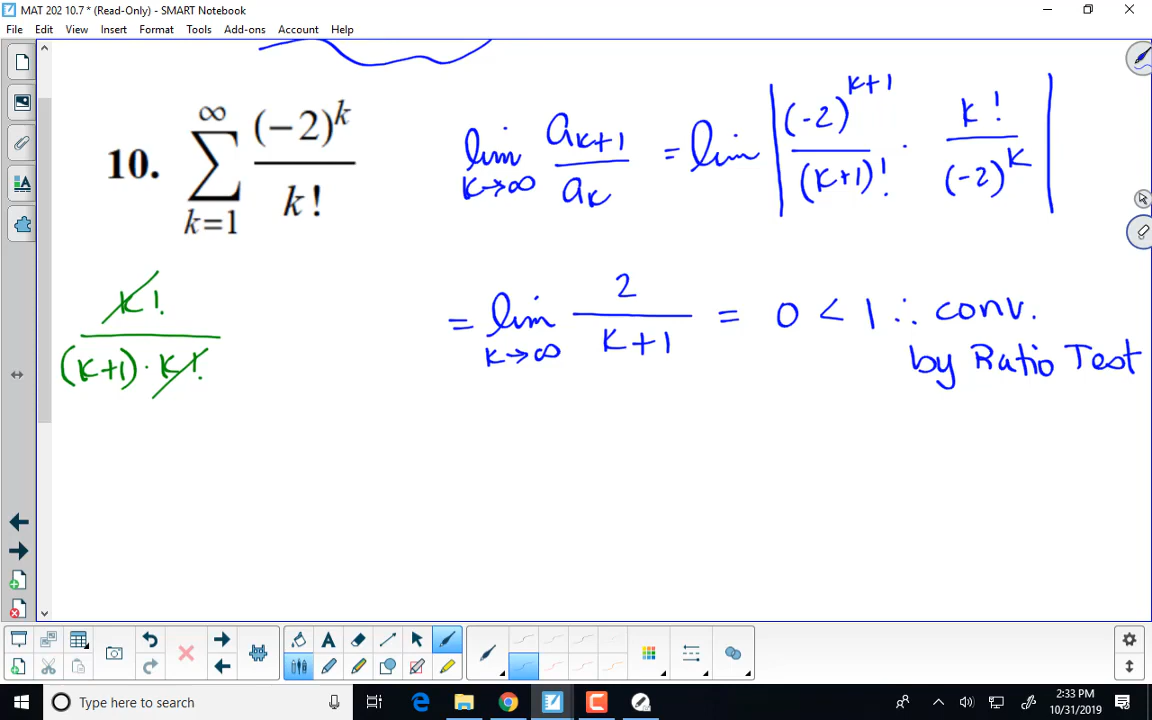 MAT 202 10.7 * (Read-Only) - SMART Notebook
File Edit View Insert Format Tools Add-ons Account Help
10. ∞ ∑ k=1 (−2)^k / k!
lim k→∞ a_{k+1} / a_k = lim | (-2)^{k+1} / (k+1)! · k! / (-2)^k |
k! / (k+1) · k!
= lim k→∞ 2 / k+1 = 0 < 1 ∴ conv.
by Ratio Test
A
Type here to search
2:33 PM
10/31/2019